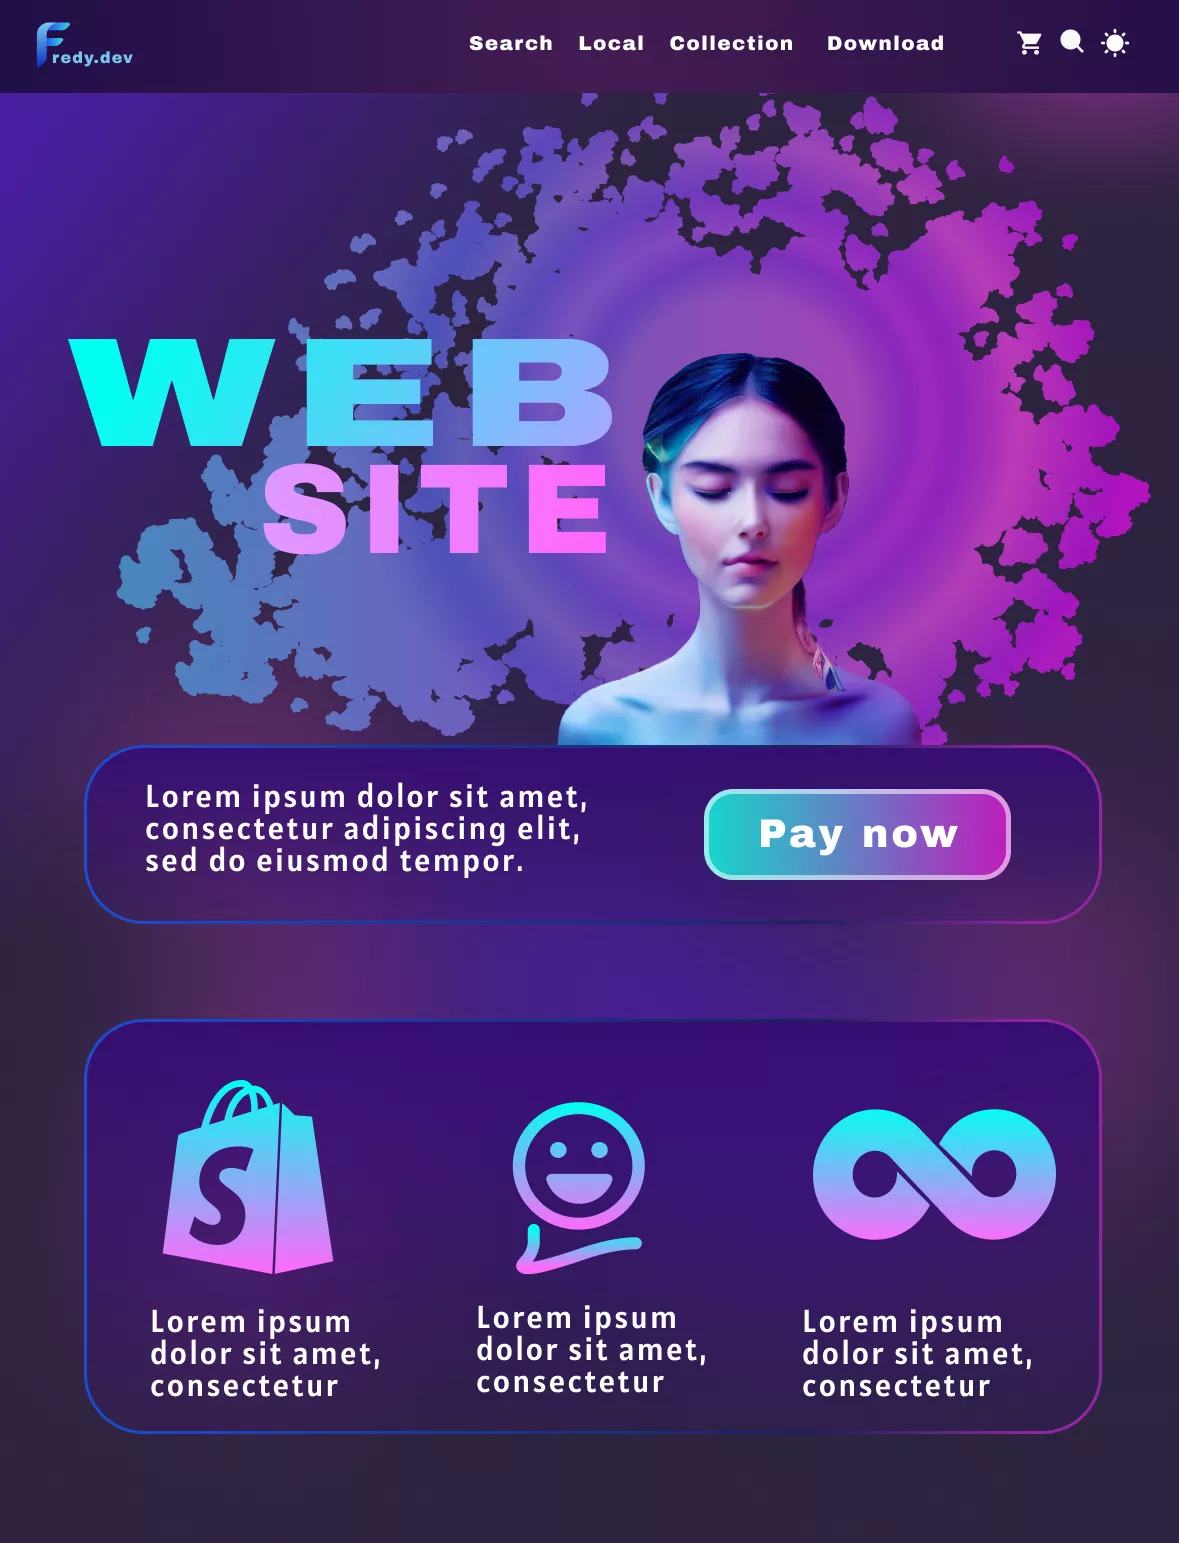 Fredy.dev
Search Local Collection Download
WEB
SITE
Lorem ipsum dolor sit amet,
consectetur adipiscing elit,
sed do eiusmod tempor.
Pay now
S
Lorem ipsum
dolor sit amet,
consectetur
Lorem ipsum
dolor sit amet,
consectetur
Lorem ipsum
dolor sit amet,
consectetur